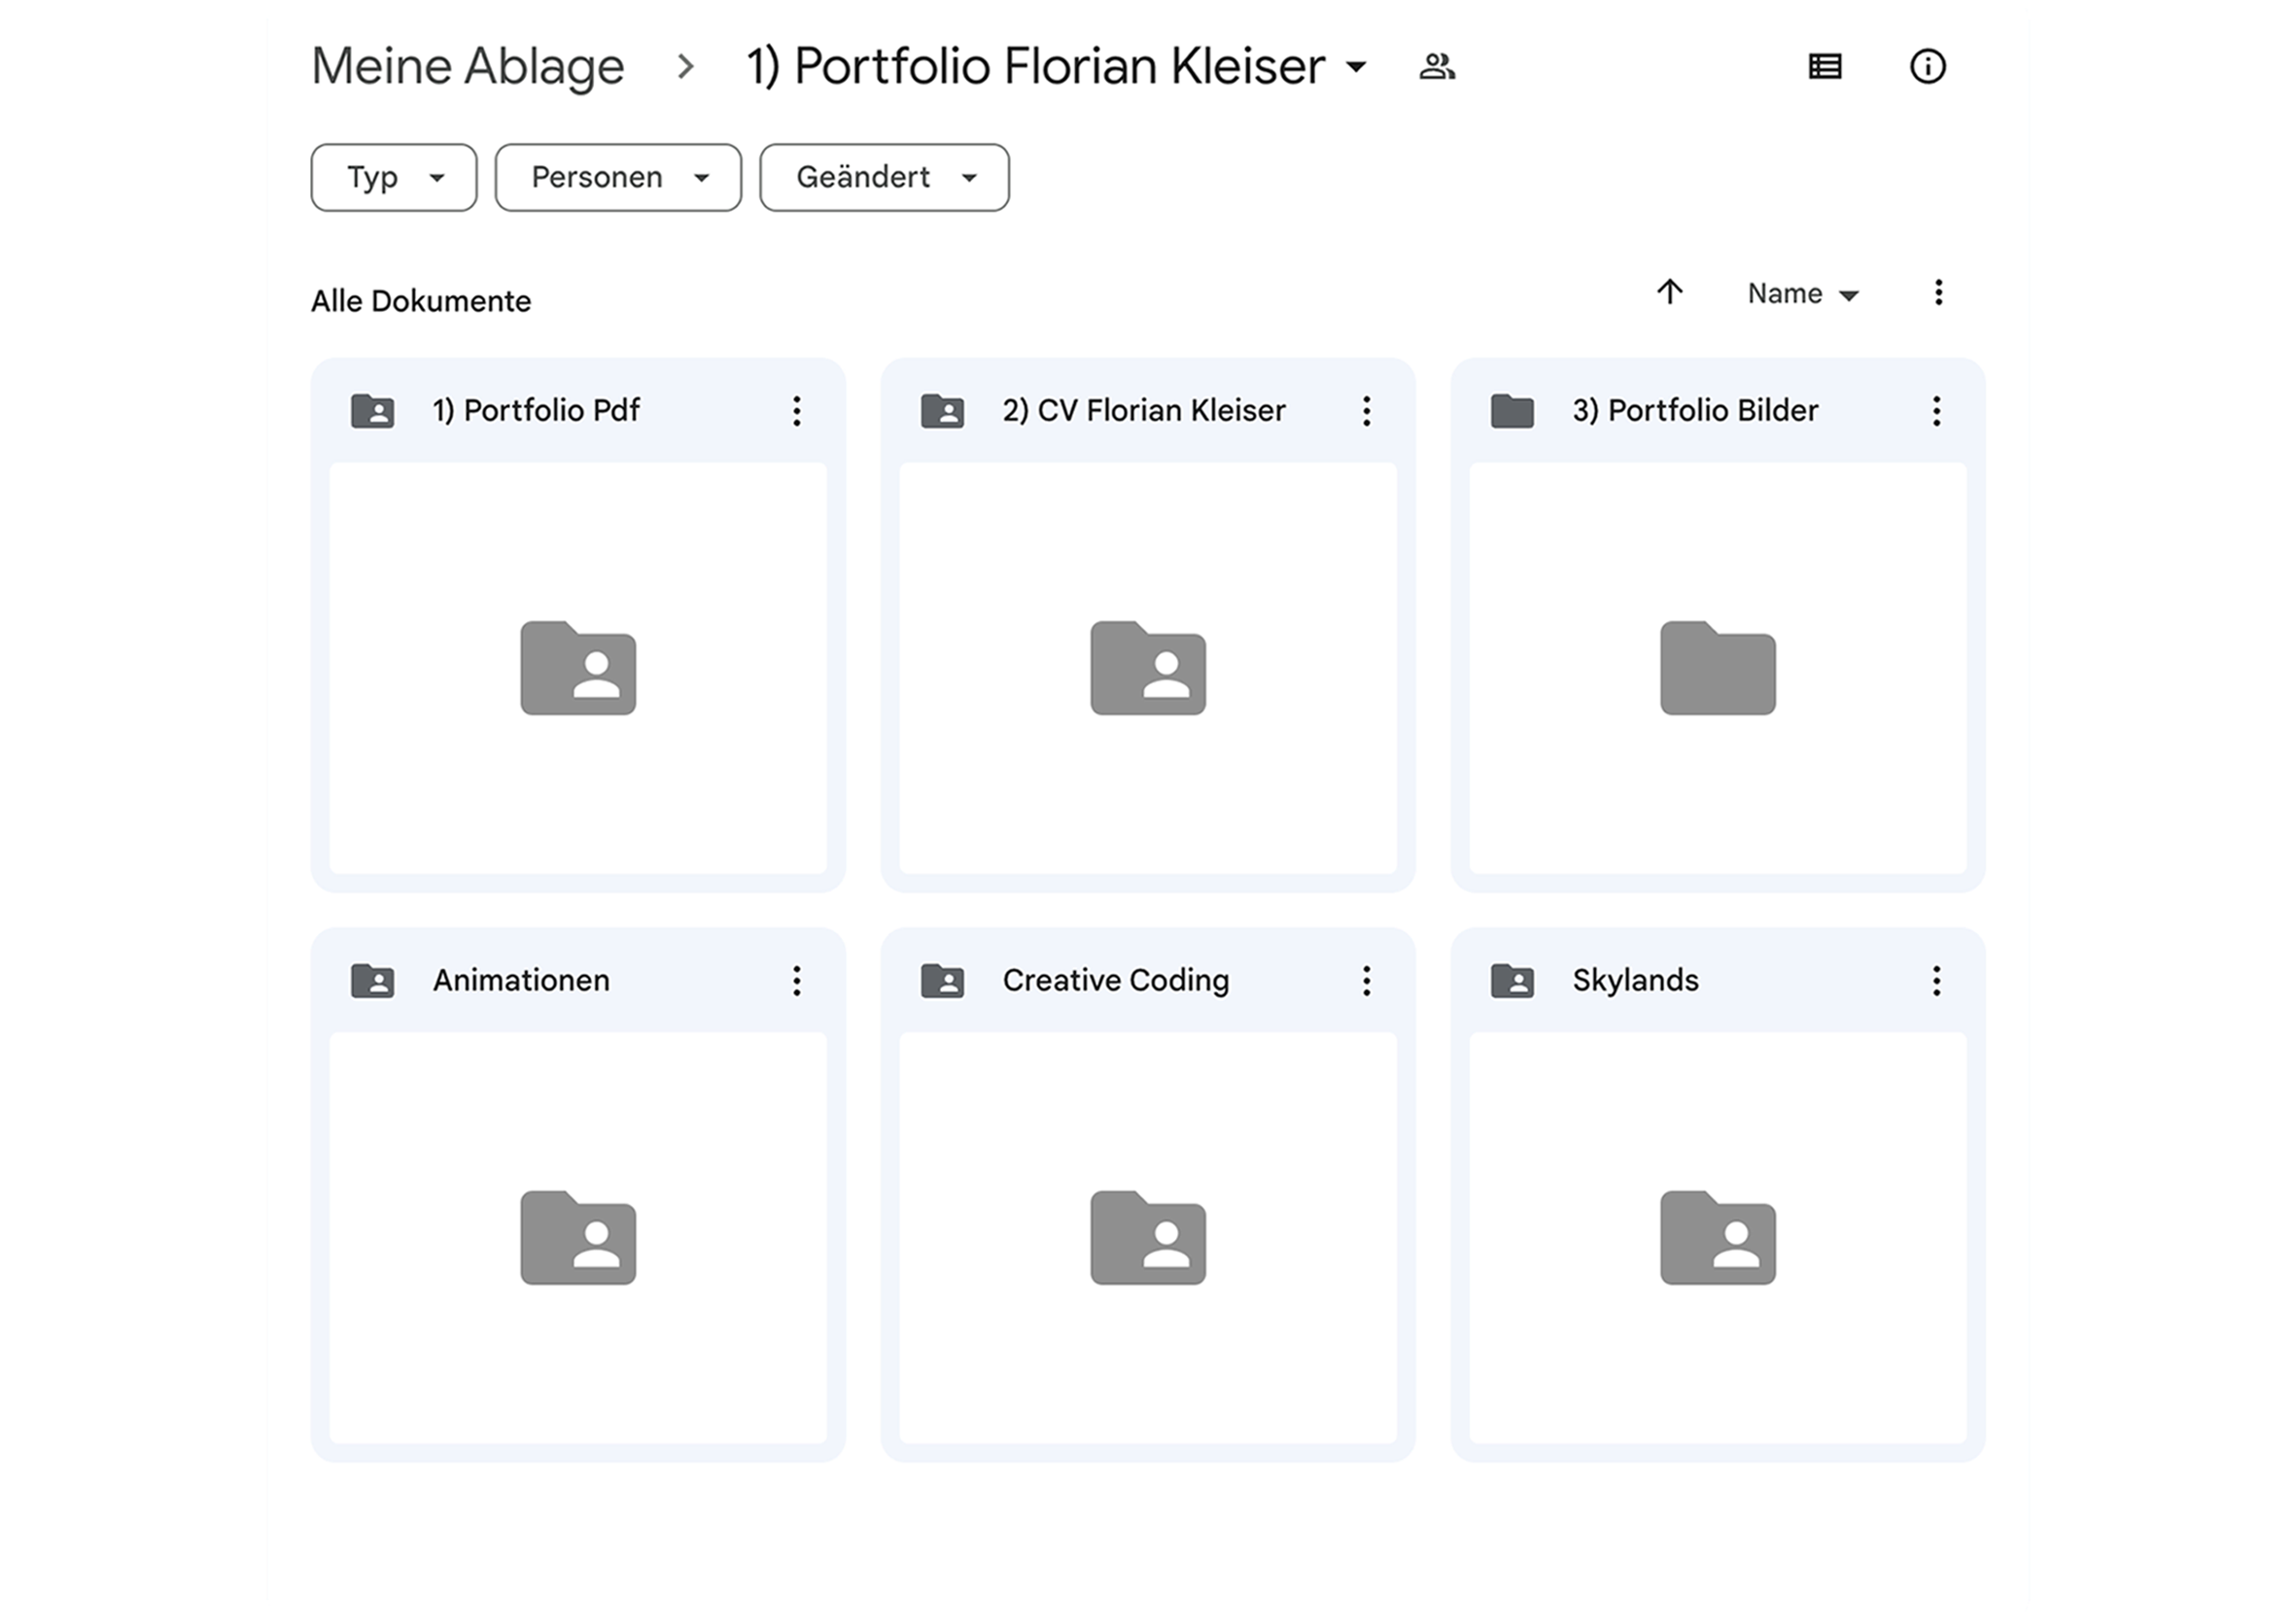 Meine Ablage > 1) Portfolio Florian Kleiser
Typ Personen Geändert
Alle Dokumente Name
1) Portfolio Pdf 2) CV Florian Kleiser 3) Portfolio Bilder
Animationen Creative Coding Skylands